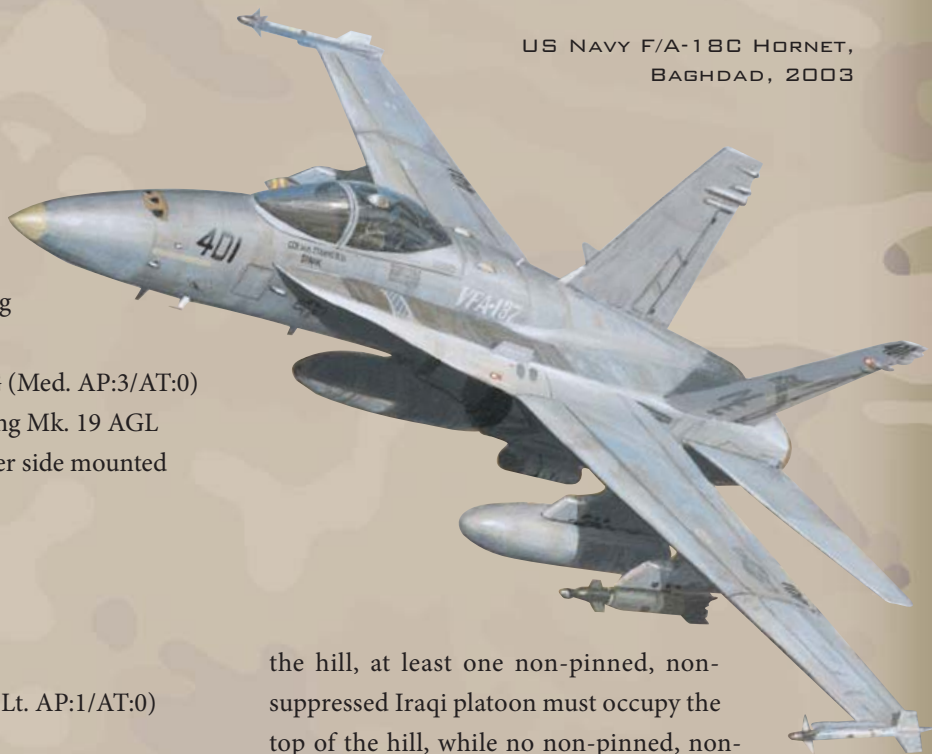 US NAVY F/A-18C HORNET,
BAGHDAD, 2003
401
VFA-137
g
(Med. AP:3/AT:0)
ng Mk. 19 AGL
er side mounted
Lt. AP:1/AT:0)
the hill, at least one non-pinned, non-
suppressed Iraqi platoon must occupy the
top of the hill, while no non-pinned, non-